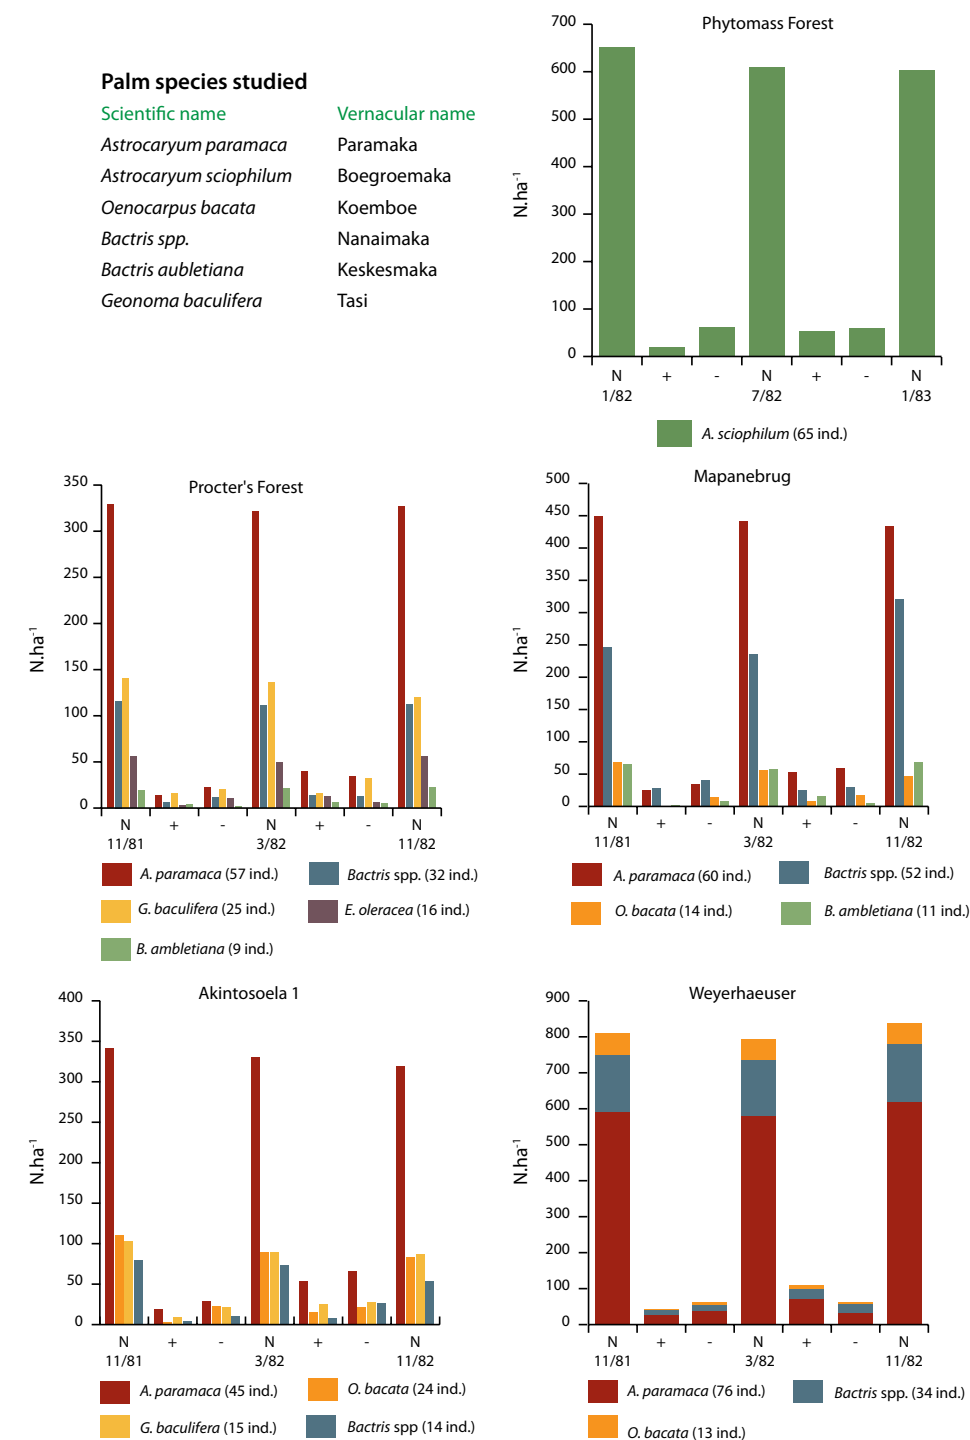 Palm species studied
Scientific name Vernacular name
Astrocaryum paramaca Paramaka
Astrocaryum sciophilum Boegroemaka
Oenocarpus bacata Koemboe
Bactris spp. Nanaimaka
Bactris aubletiana Keskesmaka
Geonoma baculifera Tasi
Phytomass Forest
700
600
500
400
300
200
100
0
N.ha-1
N + - N + - N
1/82 7/82 1/83
A. sciophilum (65 ind.)
Procter's Forest
350
300
250
200
150
100
50
0
N.ha-1
N + - N + - N
11/81 3/82 11/82
A. paramaca (57 ind.) Bactris spp. (32 ind.)
G. baculifera (25 ind.) E. oleracea (16 ind.)
B. ambletiana (9 ind.)
Mapanebrug
500
450
400
350
300
250
200
150
100
50
0
N.ha-1
N + - N + - N
11/81 3/82 11/82
A. paramaca (60 ind.) Bactris spp. (52 ind.)
O. bacata (14 ind.) B. ambletiana (11 ind.)
Akintosoela 1
400
350
300
250
200
150
100
50
0
N.ha-1
N + - N + - N
11/81 3/82 11/82
A. paramaca (45 ind.) O. bacata (24 ind.)
G. baculifera (15 ind.) Bactris spp (14 ind.)
Weyerhaeuser
900
800
700
600
500
400
300
200
100
0
N.ha-1
N + - N + - N
11/81 3/82 11/82
A. paramaca (76 ind.) Bactris spp. (34 ind.)
O. bacata (13 ind.)